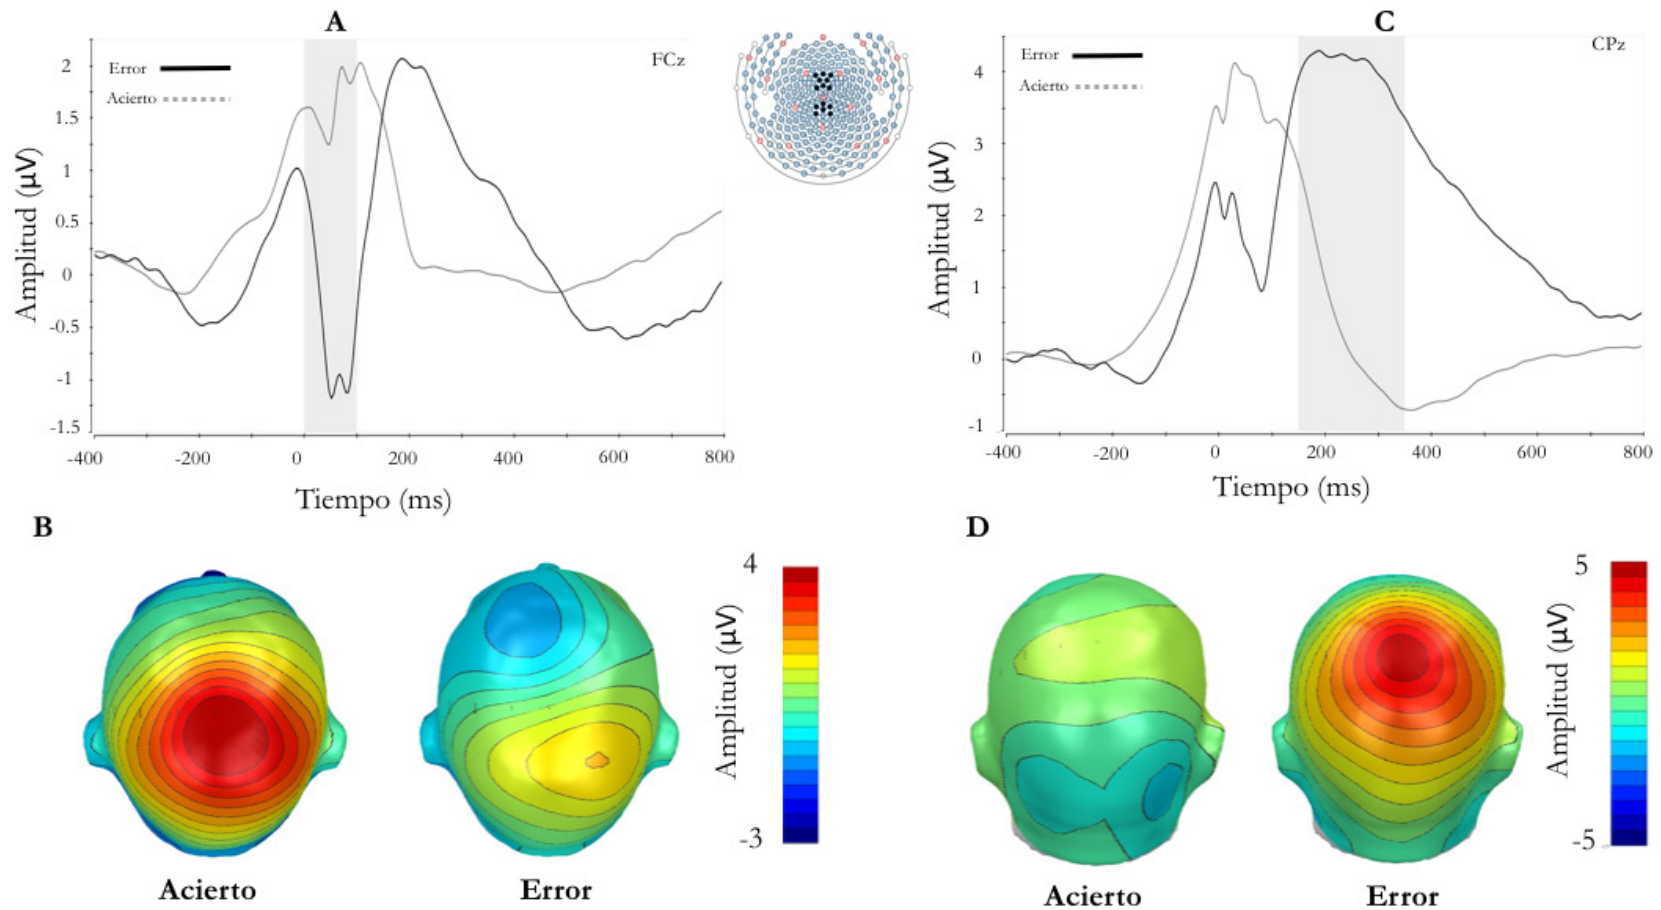 A
Error
Acierto
FCz
2
1.5
1
0.5
0
-0.5
-1
-1.5
Amplitud (µV)
-400 -200 0 200 400 600 800
Tiempo (ms)
C
Error
Acierto
CPz
4
3
2
1
0
-1
Amplitud (µV)
-400 -200 0 200 400 600 800
Tiempo (ms)
B
4
Amplitud (µV)
-3
Acierto Error
D
5
Amplitud (µV)
-5
Acierto Error